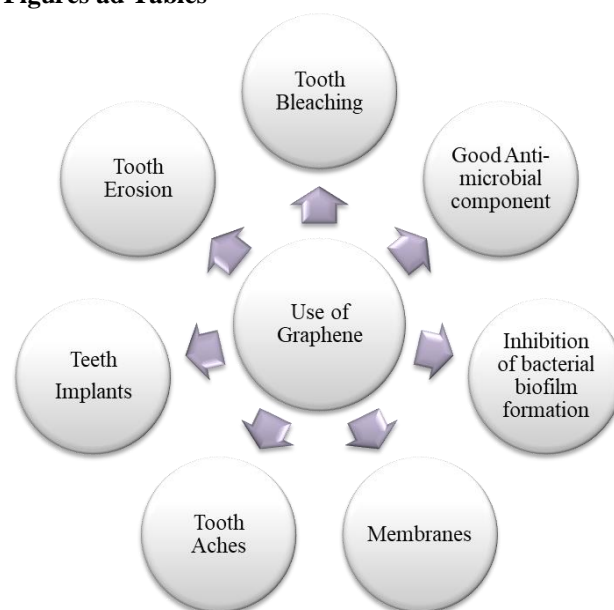 Figures ad Tables
Tooth
Bleaching
Good Anti-
microbial
component
Inhibition
of bacterial
biofilm
formation
Membranes
Tooth
Aches
Teeth
Implants
Tooth
Erosion
Use of
Graphene